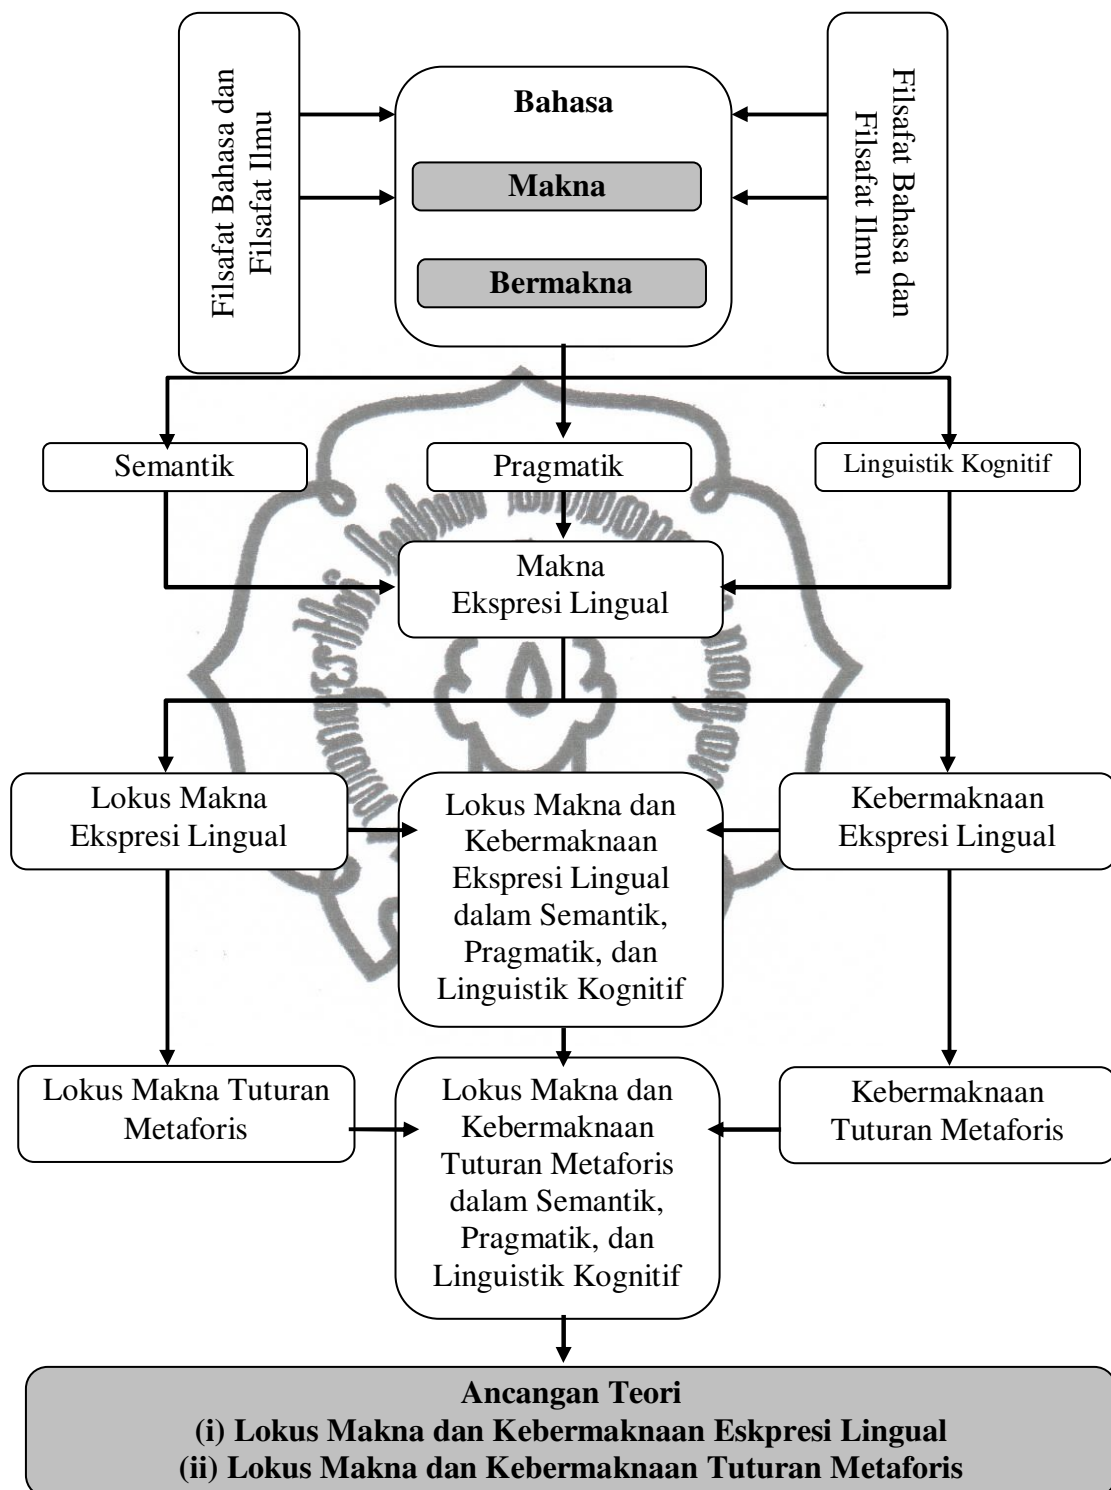 Filsafat Bahasa dan
Filsafat Ilmu
Bahasa
Makna
Bermakna
Filsafat Bahasa dan
Filsafat Ilmu
Semantik
Pragmatik
Linguistik Kognitif
Makna
Ekspresi Lingual
Lokus Makna
Ekspresi Lingual
Lokus Makna dan
Kebermaknaan
Ekspresi Lingual
dalam Semantik,
Pragmatik, dan
Linguistik Kognitif
Kebermaknaan
Ekspresi Lingual
Lokus Makna Tuturan
Metaforis
Lokus Makna dan
Kebermaknaan
Tuturan Metaforis
dalam Semantik,
Pragmatik, dan
Linguistik Kognitif
Kebermaknaan
Tuturan Metaforis
Ancangan Teori
(i) Lokus Makna dan Kebermaknaan Eskpresi Lingual
(ii) Lokus Makna dan Kebermaknaan Tuturan Metaforis